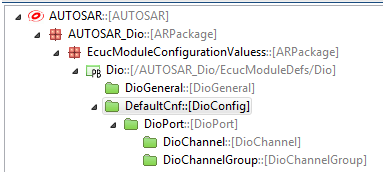 AUTOSAR::[AUTOSAR]
AUTOSAR_Dio::[ARPackage]
EcucModuleConfigurationValuess::[ARPackage]
PB Dio::[/AUTOSAR_Dio/EcucModuleDefs/Dio]
DioGeneral::[DioGeneral]
DefaultCnf::[DioConfig]
DioPort::[DioPort]
DioChannel::[DioChannel]
DioChannelGroup::[DioChannelGroup]